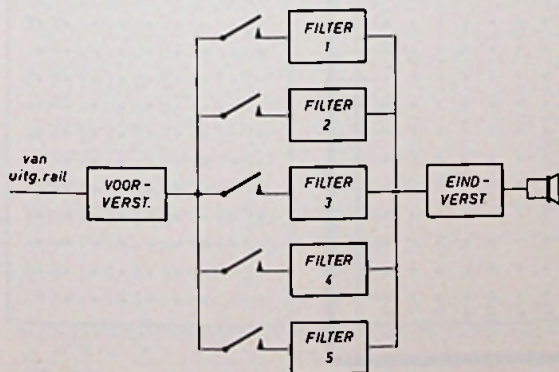 FILTER
1
FILTER
2
van
uitg.rail
VOOR-
VERST.
FILTER
3
EIND-
VERST.
FILTER
4
FILTER
5